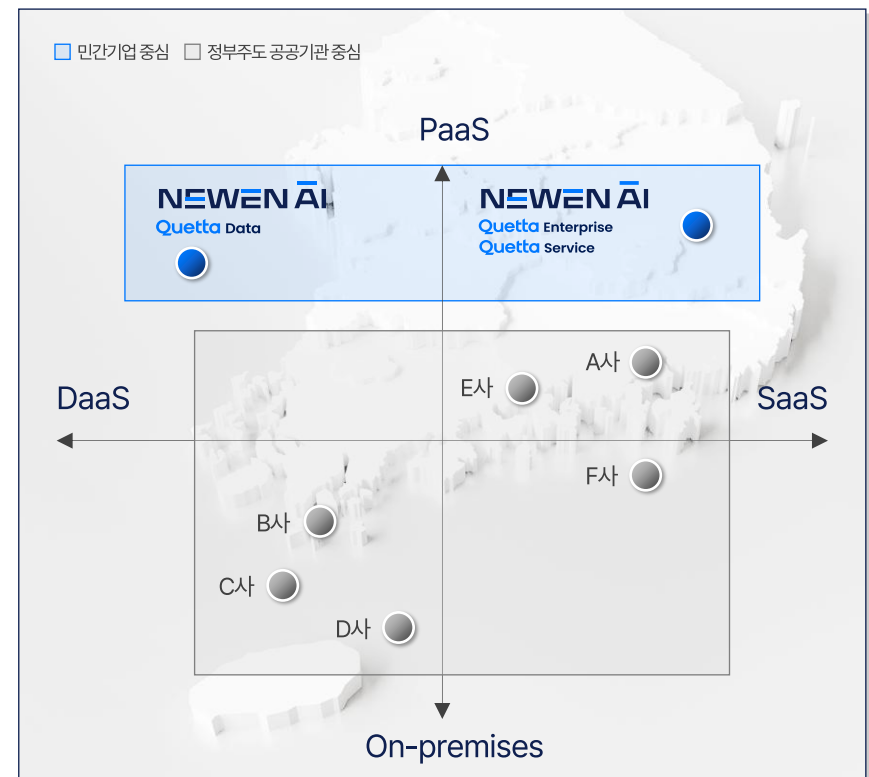 민간기업 중심 정부주도 공공기관 중심
PaaS
NEWEN AI
Quetta Data
NEWEN AI
Quetta Enterprise
Quetta Service
A사
E사
DaaS
SaaS
F사
B사
C사
D사
On-premises